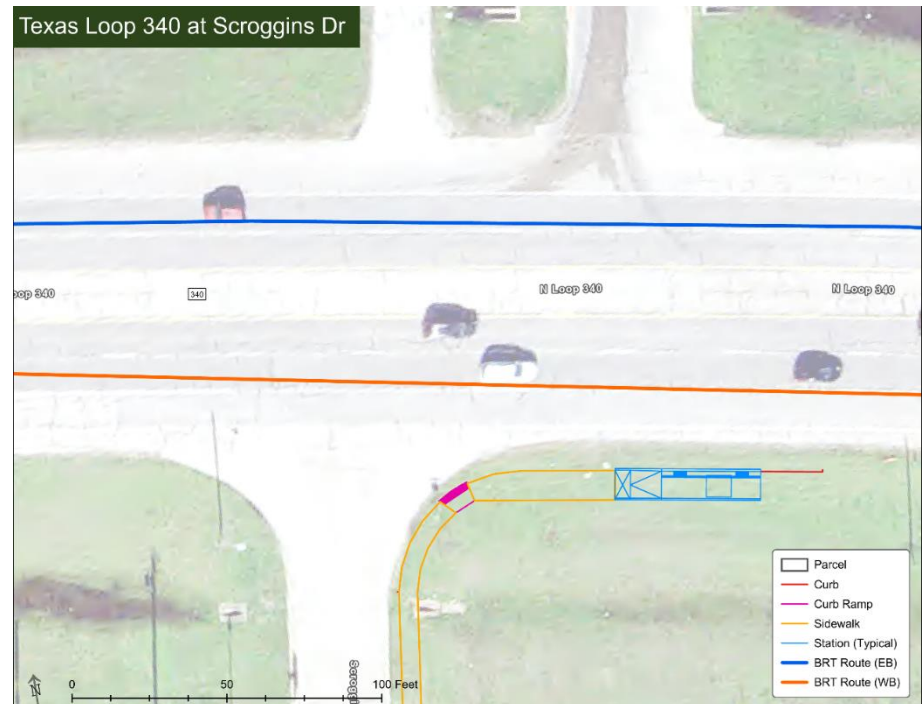 Texas Loop 340 at Scroggins Dr
oop 340
340
N Loop 340
N Loop 340
Parcel
Curb
Curb Ramp
Sidewalk
Station (Typical)
BRT Route (EB)
BRT Route (WB)
N
0 50 100 Feet